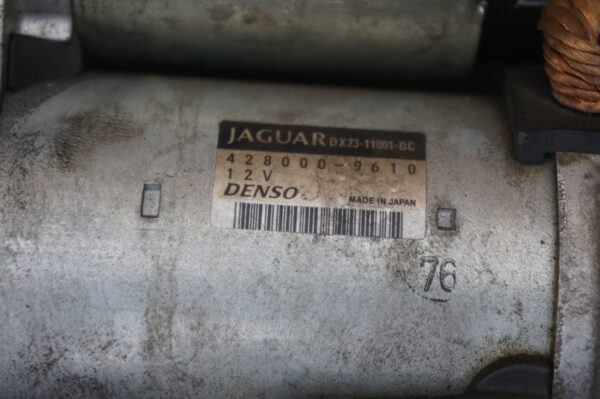 JAGUAR DX23-11001-BC
428000-9610
12V
DENSO MADE IN JAPAN
76